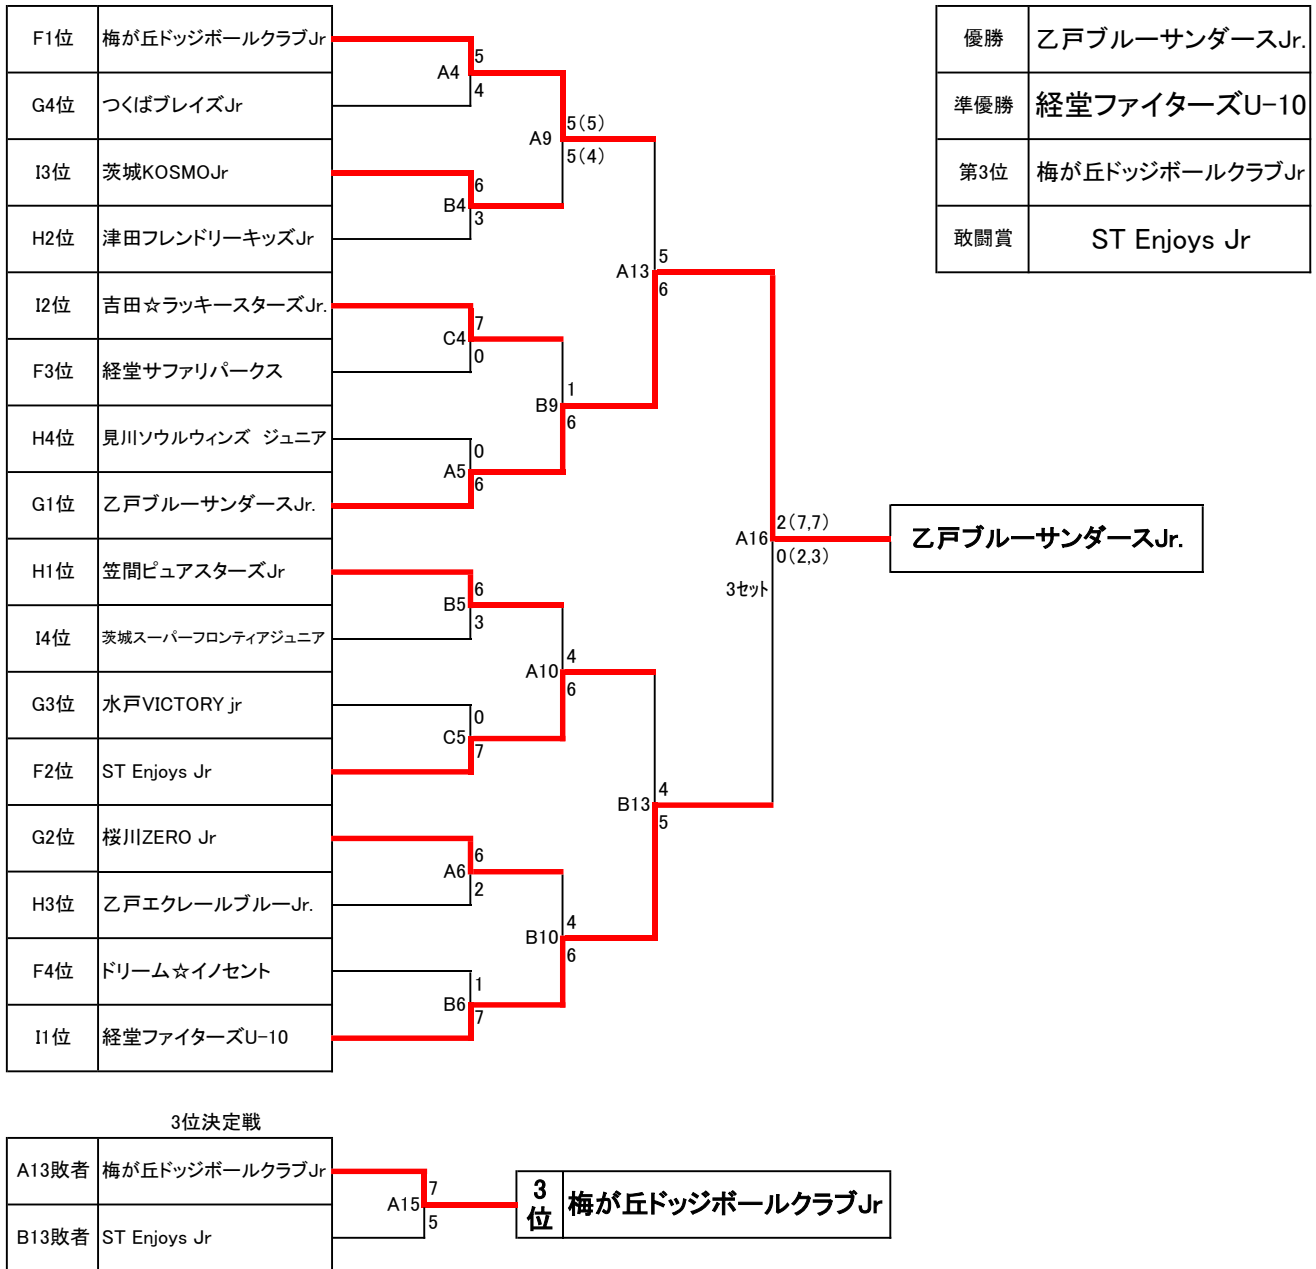 F1位 梅が丘ドッジボールクラブJr
G4位 つくばブレイズJr
I3位 茨城KOSMOJr
H2位 津田フレンドリーキッズJr
I2位 吉田☆ラッキースターズJr.
F3位 経堂サファリパークス
H4位 見川ソウルウィンズ ジュニア
G1位 乙戸ブルーサンダースJr.
H1位 笠間ピュアスターズJr
I4位 茨城スーパーフロンティアジュニア
G3位 水戸VICTORY jr
F2位 ST Enjoys Jr
G2位 桜川ZERO Jr
H3位 乙戸エクレールブルーJr.
F4位 ドリーム☆イノセント
I1位 経堂ファイターズU-10
A4
5
4
B4
6
3
C4
7
0
A5
0
6
B5
6
3
C5
0
7
A6
6
2
B6
1
7
A9
5(5)
5(4)
B9
1
6
A10
4
6
B10
4
6
A13
5
6
B13
4
5
A16
2(7,7)
0(2,3)
3セット
乙戸ブルーサンダースJr.
優勝 乙戸ブルーサンダースJr.
準優勝 経堂ファイターズU-10
第3位 梅が丘ドッジボールクラブJr
敢闘賞 ST Enjoys Jr
3位決定戦
A13敗者 梅が丘ドッジボールクラブJr
B13敗者 ST Enjoys Jr
A15
7
5
3位 梅が丘ドッジボールクラブJr